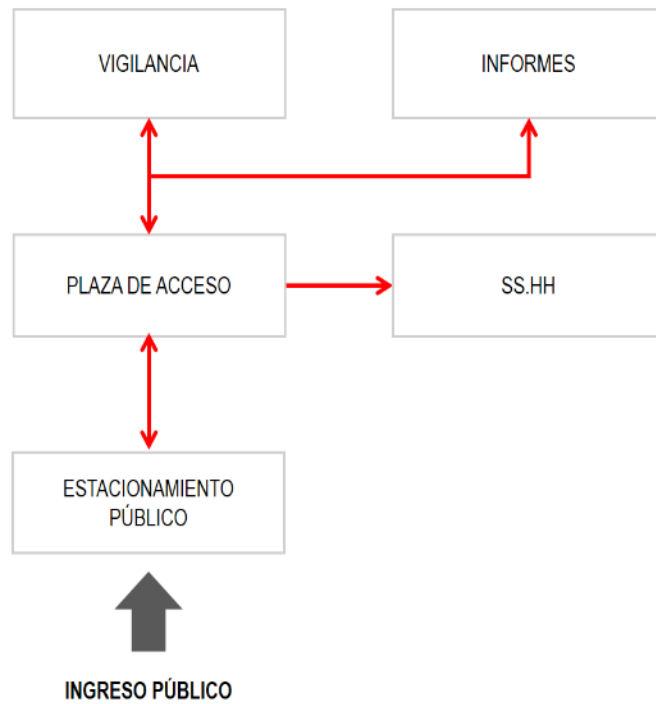 VIGILANCIA
INFORMES
PLAZA DE ACCESO
SS.HH
ESTACIONAMIENTO
PÚBLICO
INGRESO PÚBLICO